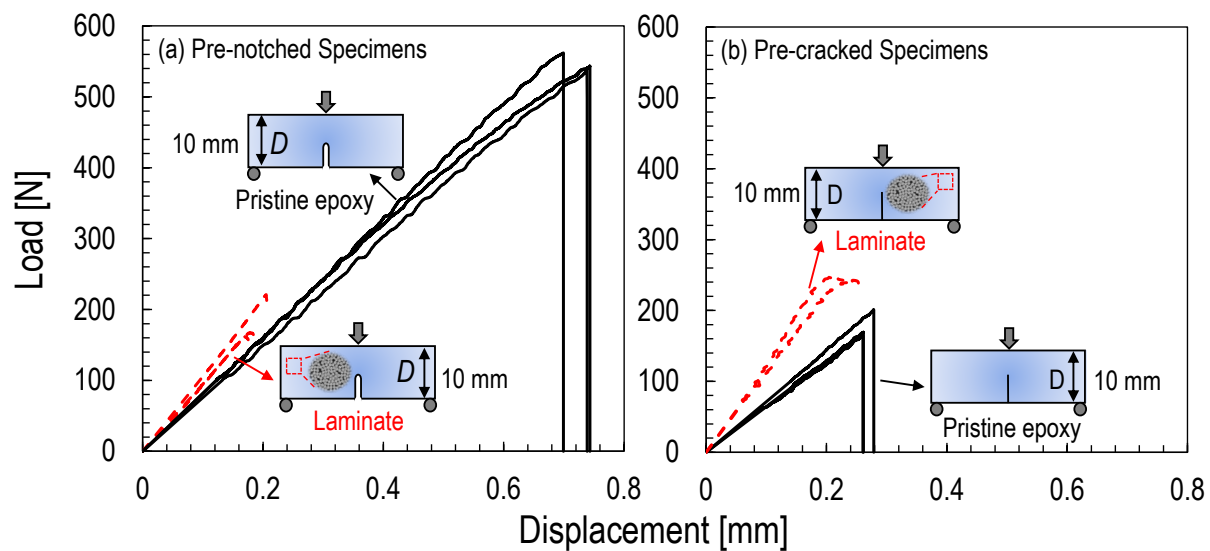 (a) Pre-notched Specimens
600
500
400
300
200
100
0
Load [N]
10 mm
D
Pristine epoxy
D
10 mm
Laminate
0
0.2
0.4
0.6
0.8
(b) Pre-cracked Specimens
600
500
400
300
200
100
0
10 mm
D
Laminate
D
10 mm
Pristine epoxy
0
0.2
0.4
0.6
0.8
Displacement [mm]